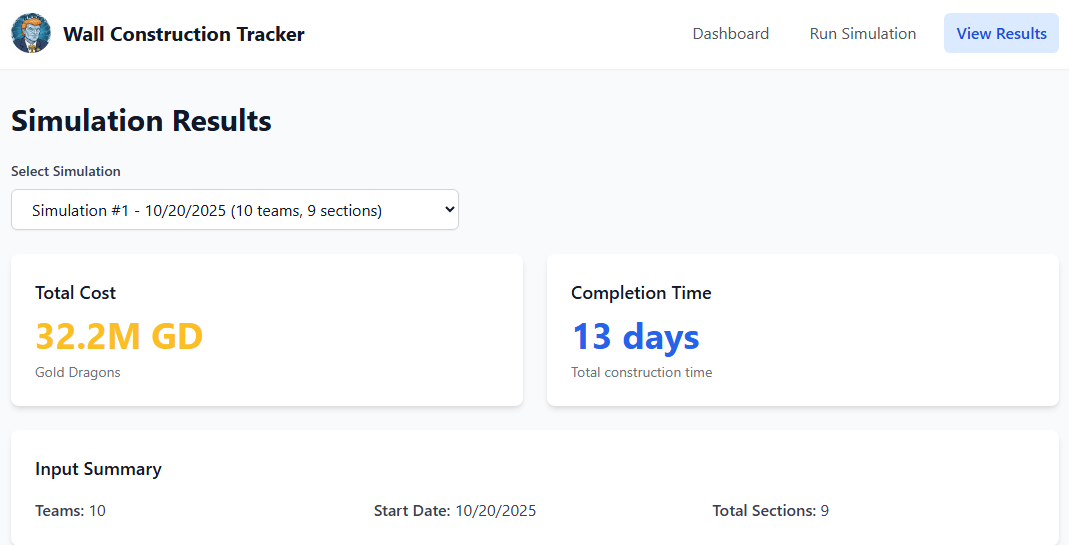 Wall Construction Tracker
Dashboard
Run Simulation
View Results
Simulation Results
Select Simulation
Simulation #1 - 10/20/2025 (10 teams, 9 sections)
Total Cost
32.2M GD
Gold Dragons
Completion Time
13 days
Total construction time
Input Summary
Teams: 10
Start Date: 10/20/2025
Total Sections: 9